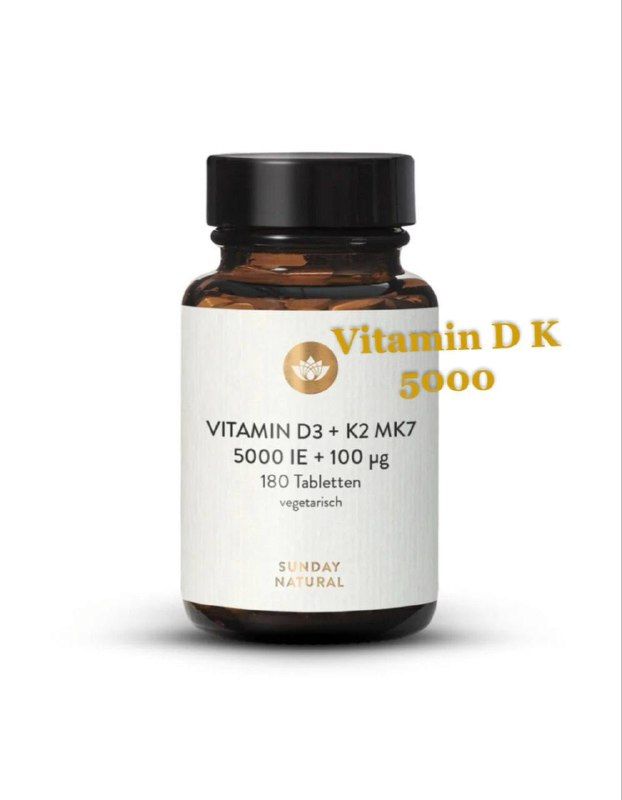 Vitamin D K
5000
VITAMIN D3 + K2 MK7
5000 IE + 100 µg
180 Tabletten
vegetarisch
SUNDAY
NATURAL